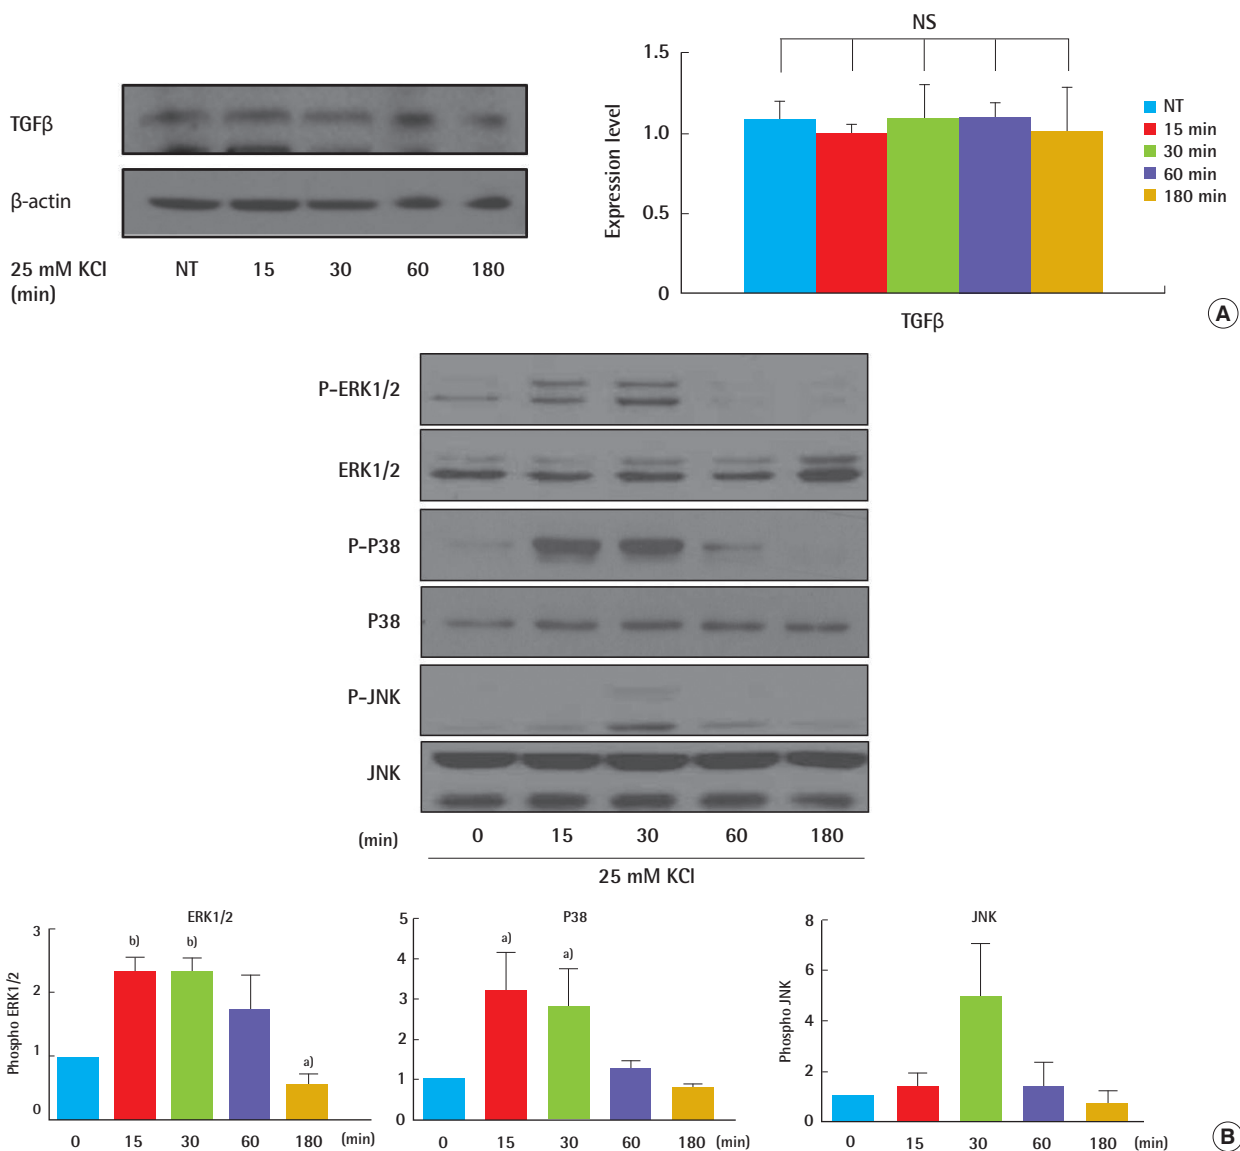 NS
1.5
1.0
0.5
0
Expression level
TGFβ
NT
15 min
30 min
60 min
180 min
TGFβ
β-actin
25 mM KCl NT 15 30 60 180
(min)
A
P-ERK1/2
ERK1/2
P-P38
P38
P-JNK
JNK
(min) 0 15 30 60 180
25 mM KCl
ERK1/2
Phospho ERK1/2
3
2
1
0
b) b) a)
0 15 30 60 180 (min)
P38
5
4
3
2
1
0
a) a)
0 15 30 60 180 (min)
JNK
Phospho JNK
8
6
4
2
0
0 15 30 60 180 (min)
B